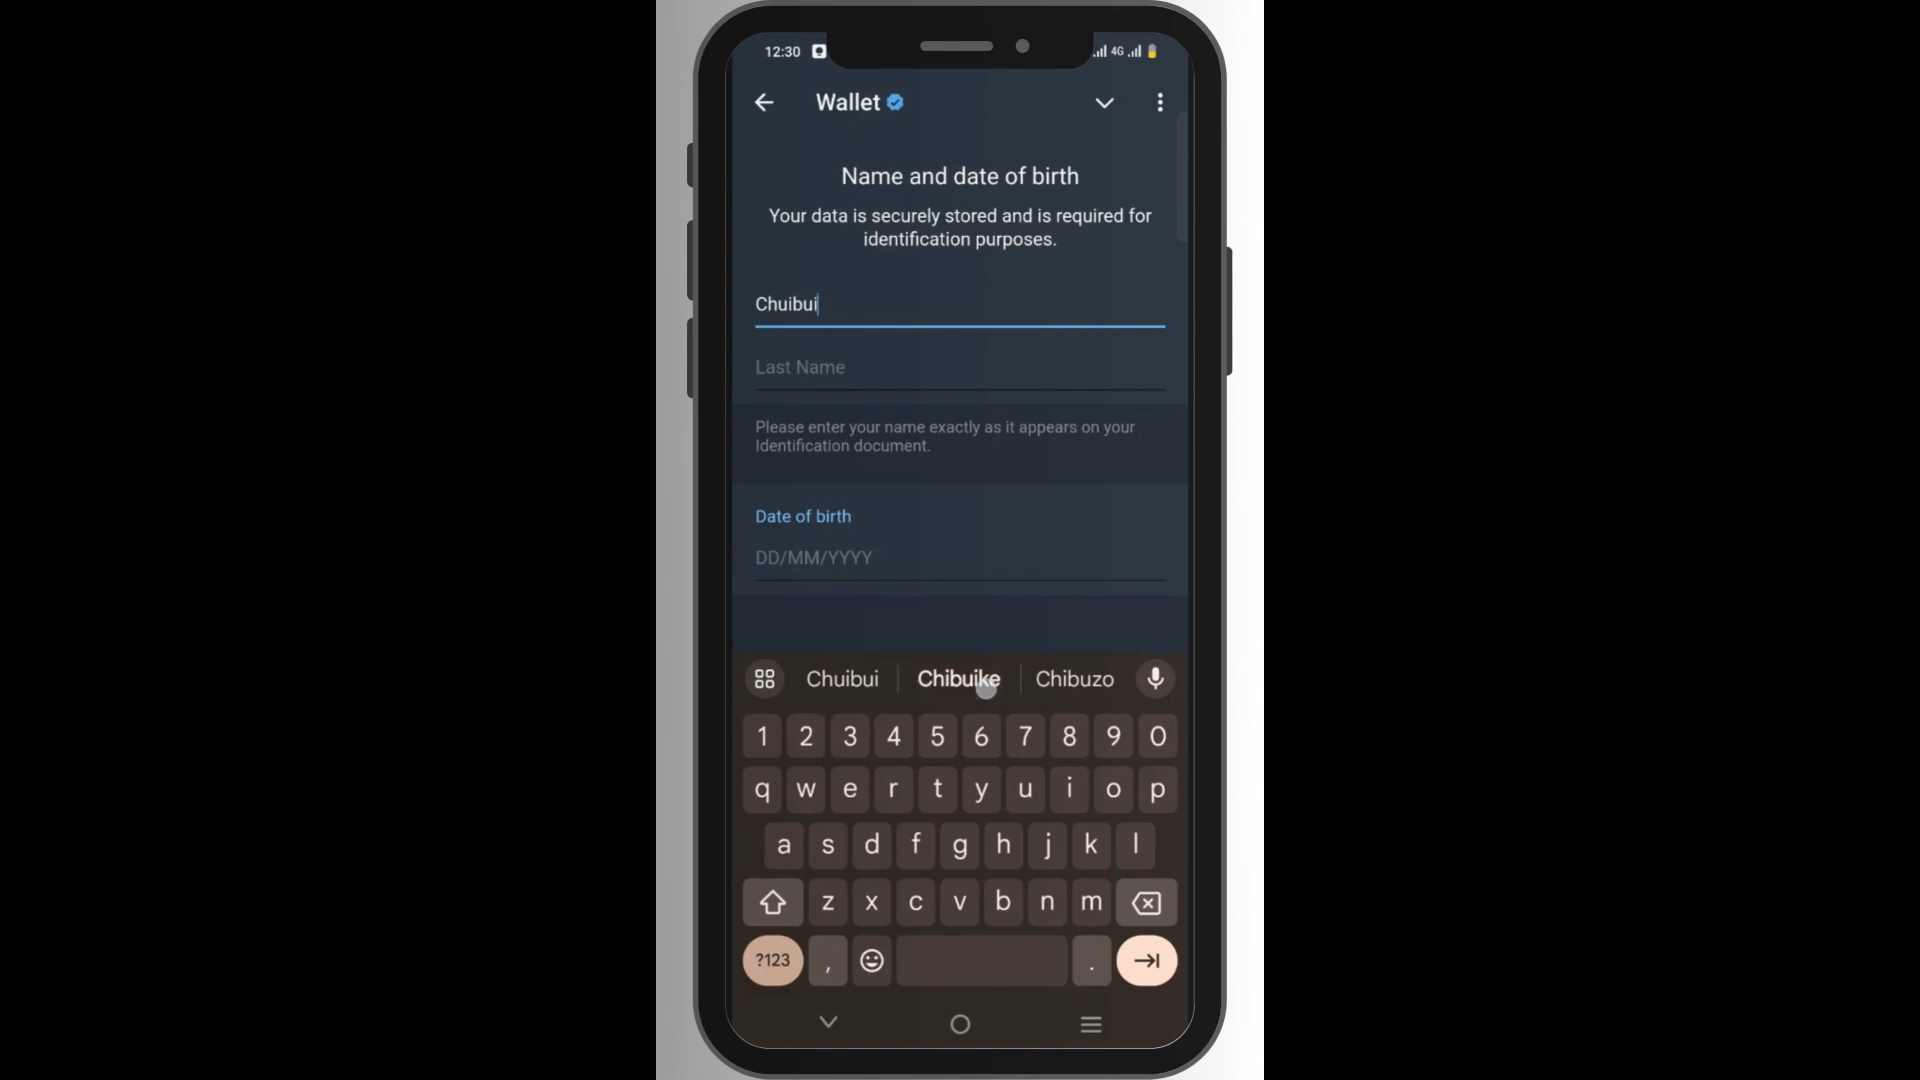 12:30 4G
Wallet
Name and date of birth
Your data is securely stored and is required for
identification purposes.
Chuibui
Last Name
Please enter your name exactly as it appears on your
Identification document.
Date of birth
DD/MM/YYYY
Chuibui Chibuike Chibuzo
1 2 3 4 5 6 7 8 9 0
q w e r t y u i o p
a s d f g h j k l
z x c v b n m
?123 , .